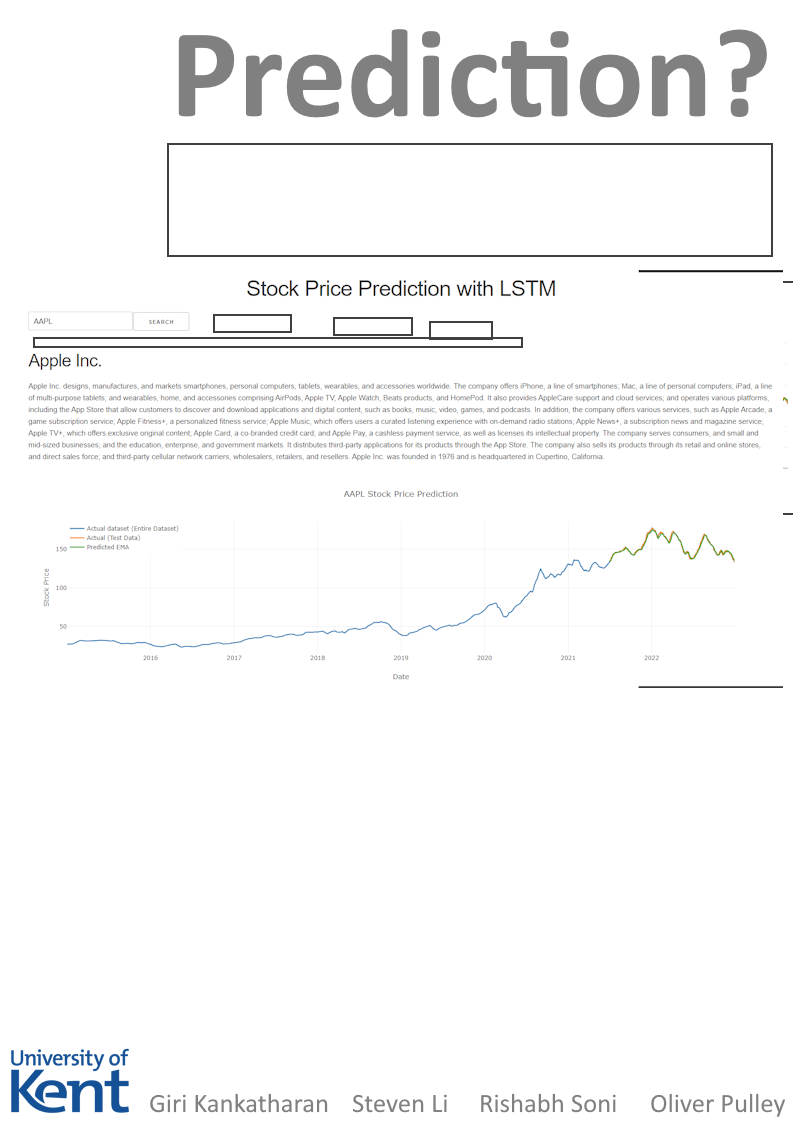 Prediction?
Stock Price Prediction with LSTM
AAPL
SEARCH
Apple Inc.
Apple Inc. designs, manufactures, and markets smartphones, personal computers, tablets, wearables, and accessories worldwide. The company offers iPhone, a line of smartphones; Mac, a line of personal computers; iPad, a line
of multi-purpose tablets; and wearables, home, and accessories comprising AirPods, Apple TV, Apple Watch, Beats products, and HomePod. It also provides AppleCare support and cloud services; and operates various platforms,
including the App Store that allow customers to discover and download applications and digital content, such as books, music, video, games, and podcasts. In addition, the company offers various services, such as Apple Arcade, a
game subscription service; Apple Fitness+, a personalized fitness service; Apple Music, which offers users a curated listening experience with on-demand radio stations; Apple News+, a subscription news and magazine service;
Apple TV+, which offers exclusive original content; Apple Card, a co-branded credit card; and Apple Pay, a cashless payment service, as well as licenses its intellectual property. The company serves consumers, and small and
mid-sized businesses; and the education, enterprise, and government markets. It distributes third-party applications for its products through the App Store. The company also sells its products through its retail and online stores,
and direct sales force; and third-party cellular network carriers, wholesalers, retailers, and resellers. Apple Inc. was founded in 1976 and is headquartered in Cupertino, California.
AAPL Stock Price Prediction
Actual dataset (Entire Dataset)
Actual (Test Data)
Predicted EMA
Stock Price
150
100
50
2016 2017 2018 2019 2020 2021 2022
Date
University of
Kent
Giri Kankatharan Steven Li Rishabh Soni Oliver Pulley